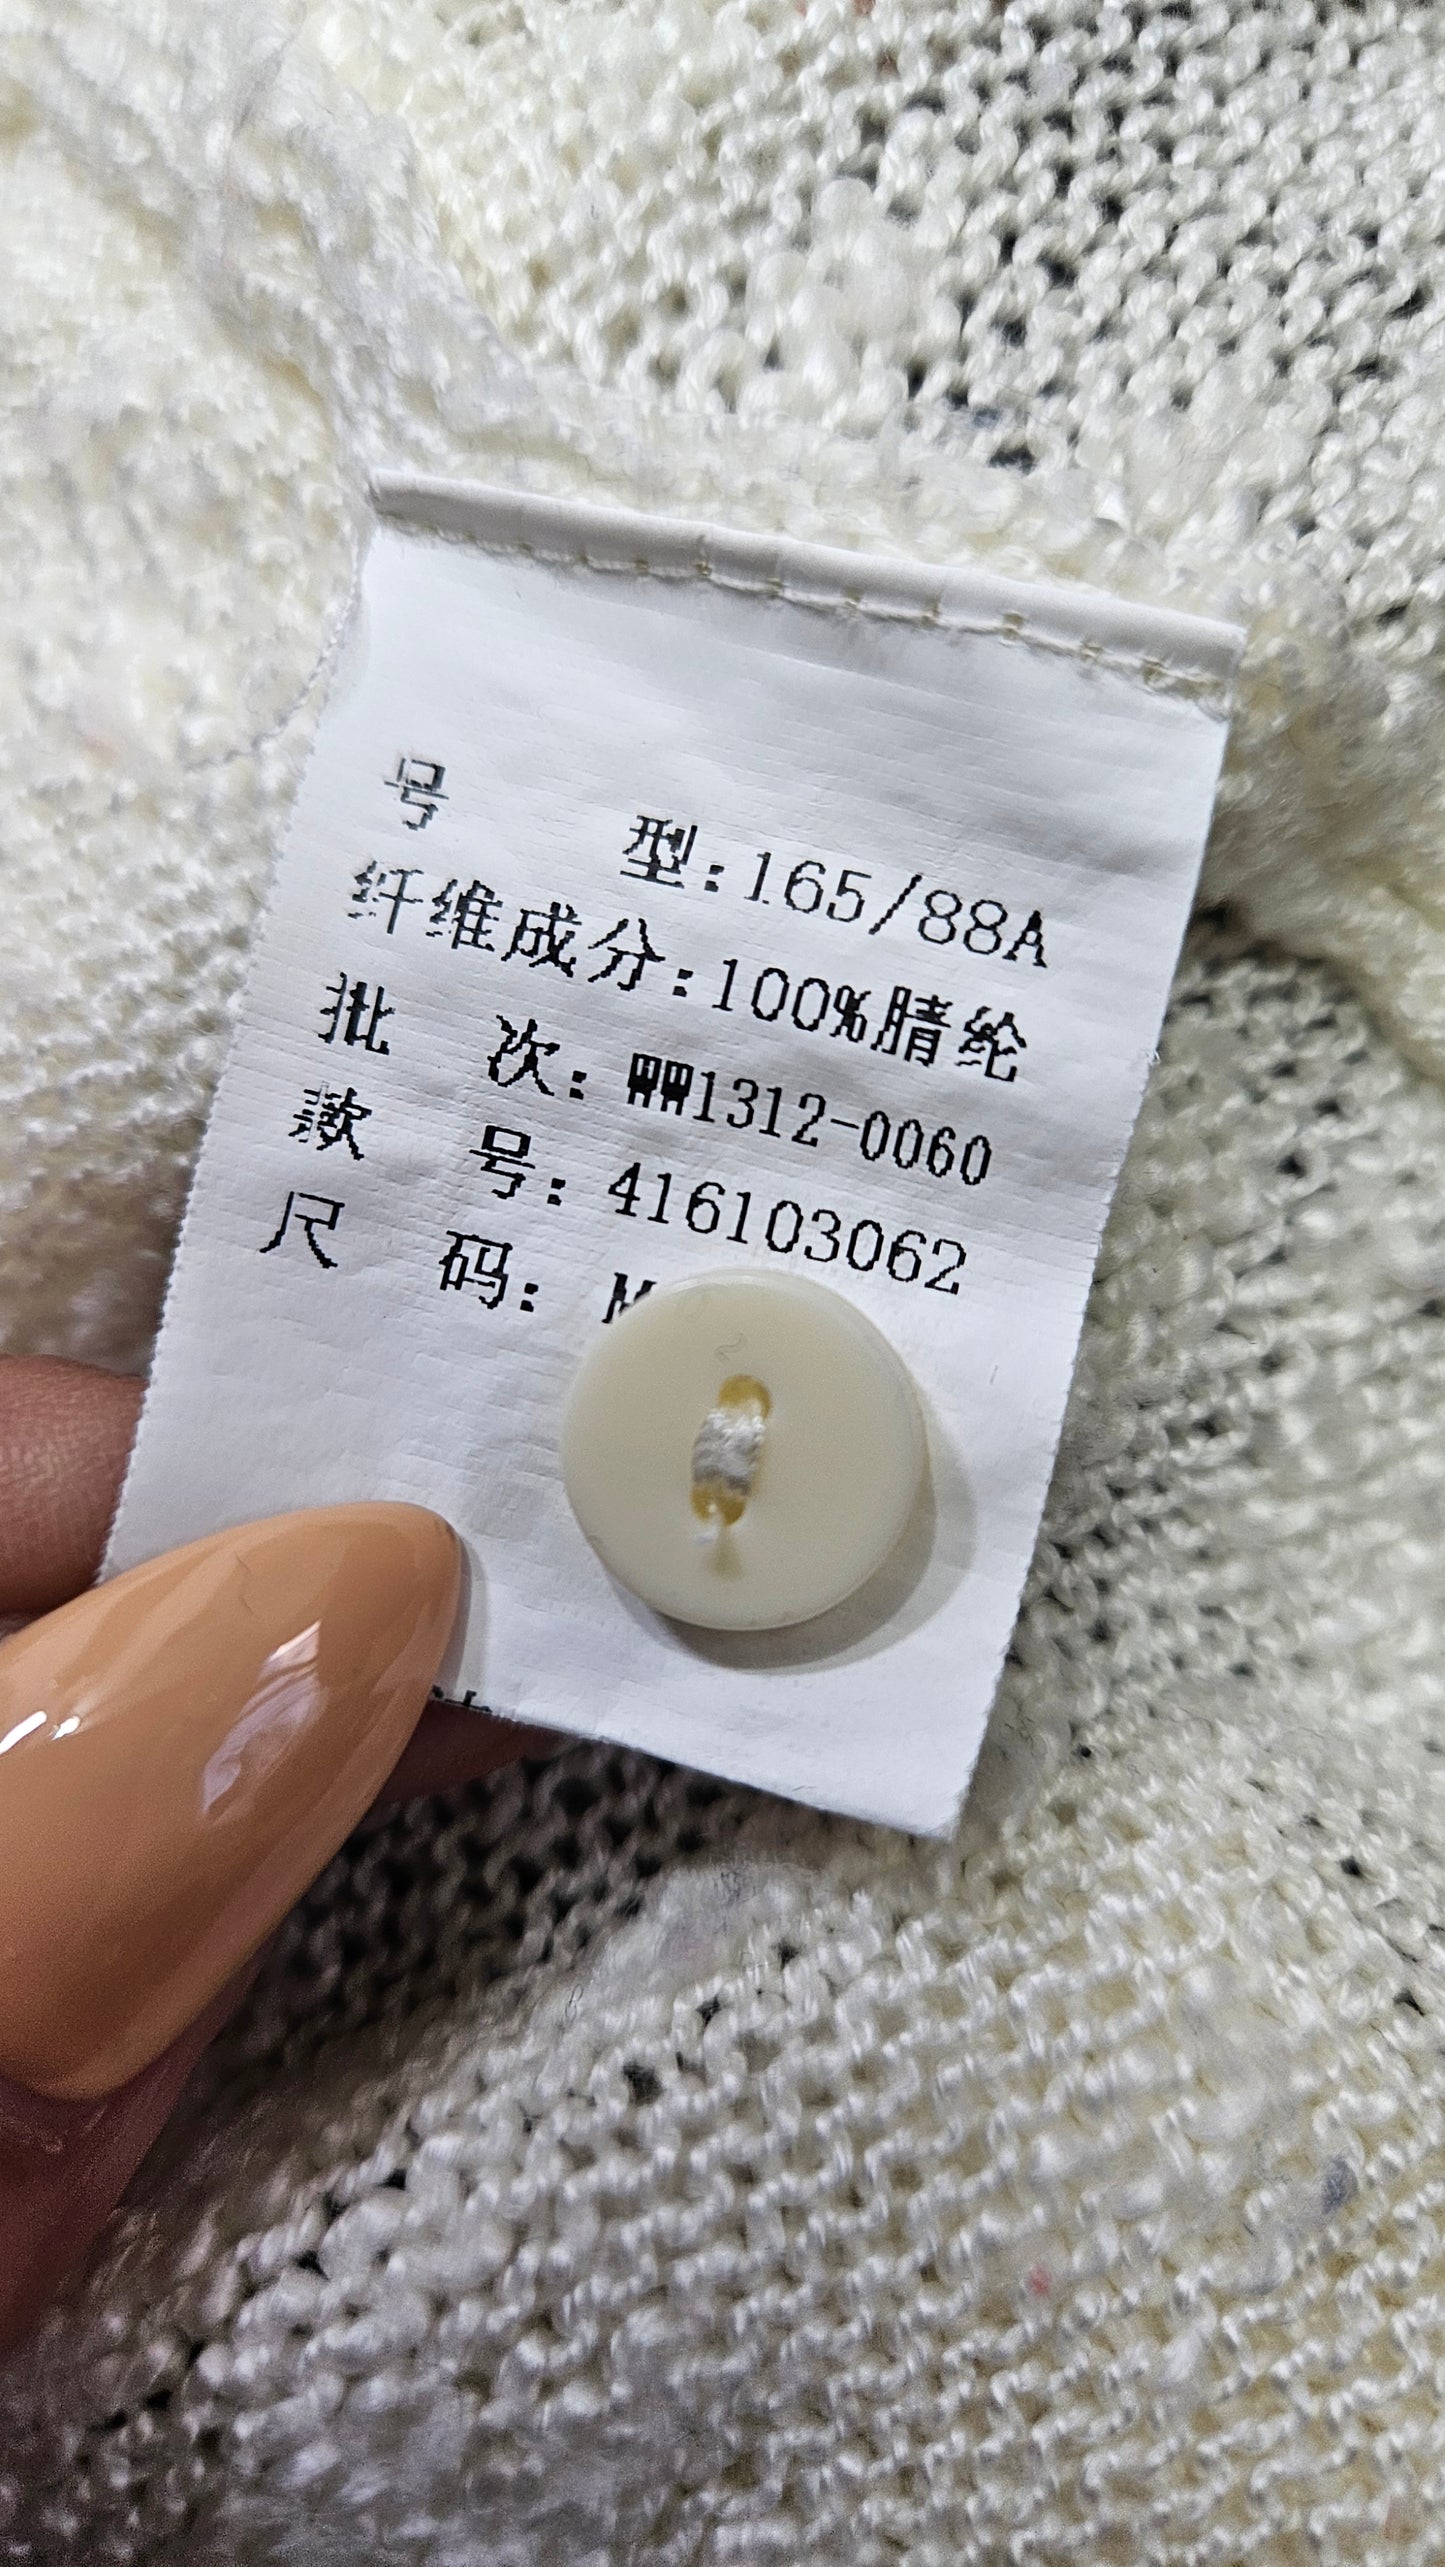 号 型:165/88A
纤维成分:100%腈纶
批 次: WW1312-0060
款 号: 416103062
尺 码: M